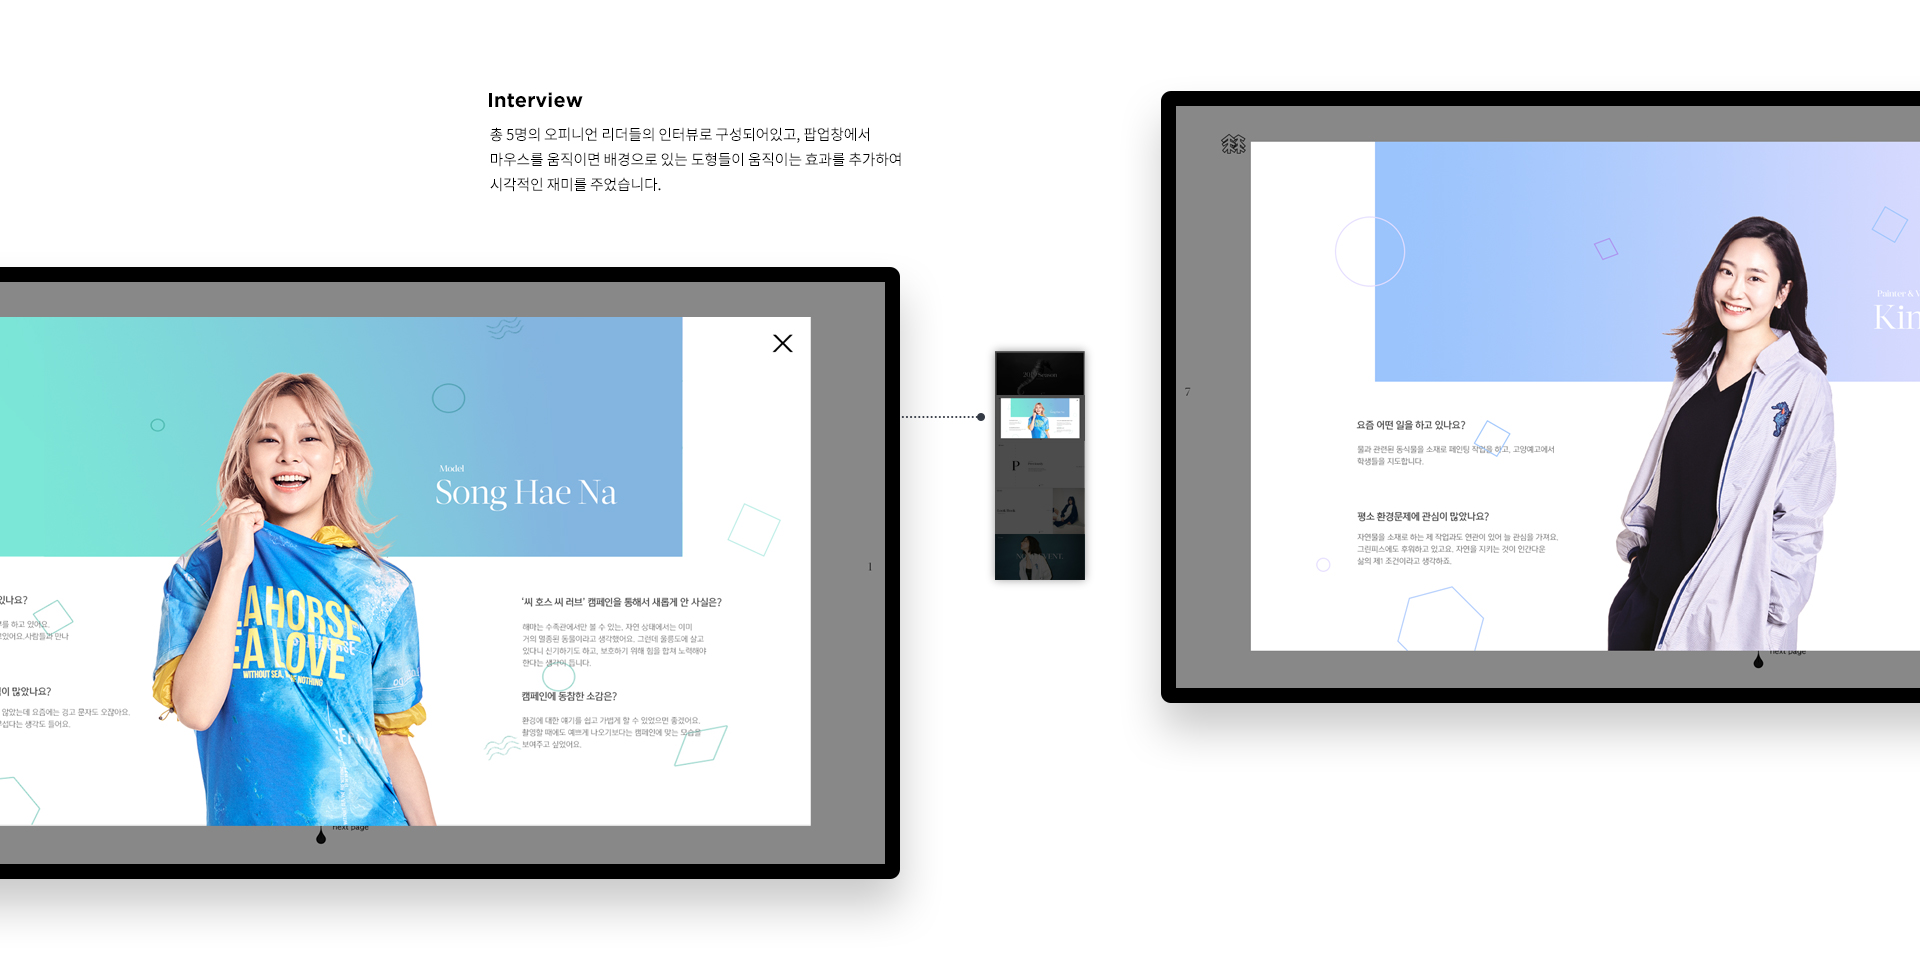 Interview
총 5명의 오피니언 리더들의 인터뷰로 구성되어있고, 팝업창에서
마우스를 움직이면 배경으로 있는 도형들이 움직이는 효과를 추가하여
시각적인 재미를 주었습니다.
Model
Song Hae Na
1
있나요?
를 하고 있어요.
있어요.사람들과 만나
이 많았나요?
않았는데 요즘에는 경고 문자도 오잖아요.
섭다는 생각도 들어요.
AHORSE
EA LOVE
WITHOUT SEA,
NOTHING
'씨 호스 씨 러브' 캠페인을 통해서 새롭게 안 사실은?
해마는 수족관에서만 볼 수 있는, 자연 상태에서는 이미
거의 멸종된 동물이라고 생각했어요. 그런데 울릉도에 살고
있다니 신기하기도 하고, 보호하기 위해 힘을 합쳐 노력해야
한다는 생각이 듭니다.
캠페인에 동참한 소감은?
환경에 대한 얘기를 쉽고 가볍게 할 수 있었으면 좋겠어요.
촬영할 때에도 예쁘게 나오기보다는 캠페인에 맞는 모습을
보여주고 싶었어요.
next page
P
7
Painter &
Kin
요즘 어떤 일을 하고 있나요?
물과 관련된 동식물을 소재로 페인팅 작업을 하고, 고양예고에서
학생들을 지도합니다.
평소 환경문제에 관심이 많았나요?
자연물을 소재로 하는 제 작업과도 연관이 있어 늘 관심을 가져요.
그린피스에도 후원하고 있고요. 자연을 지키는 것이 인간다운
삶의 제1 조건이라고 생각하죠.
next page